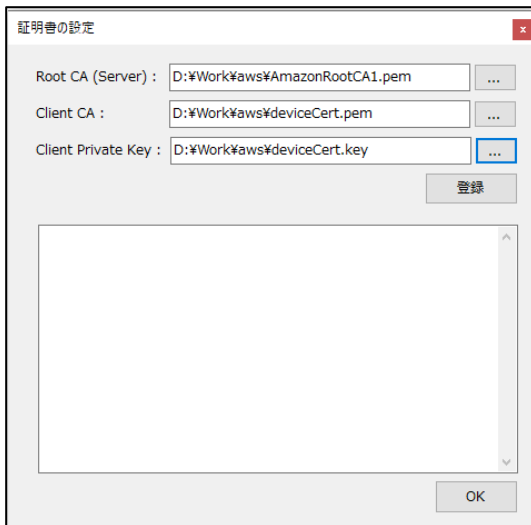 証明書の設定
x
Root CA (Server) : D:¥Work¥aws¥AmazonRootCA1.pem ...
Client CA : D:¥Work¥aws¥deviceCert.pem ...
Client Private Key : D:¥Work¥aws¥deviceCert.key ...
登録
OK